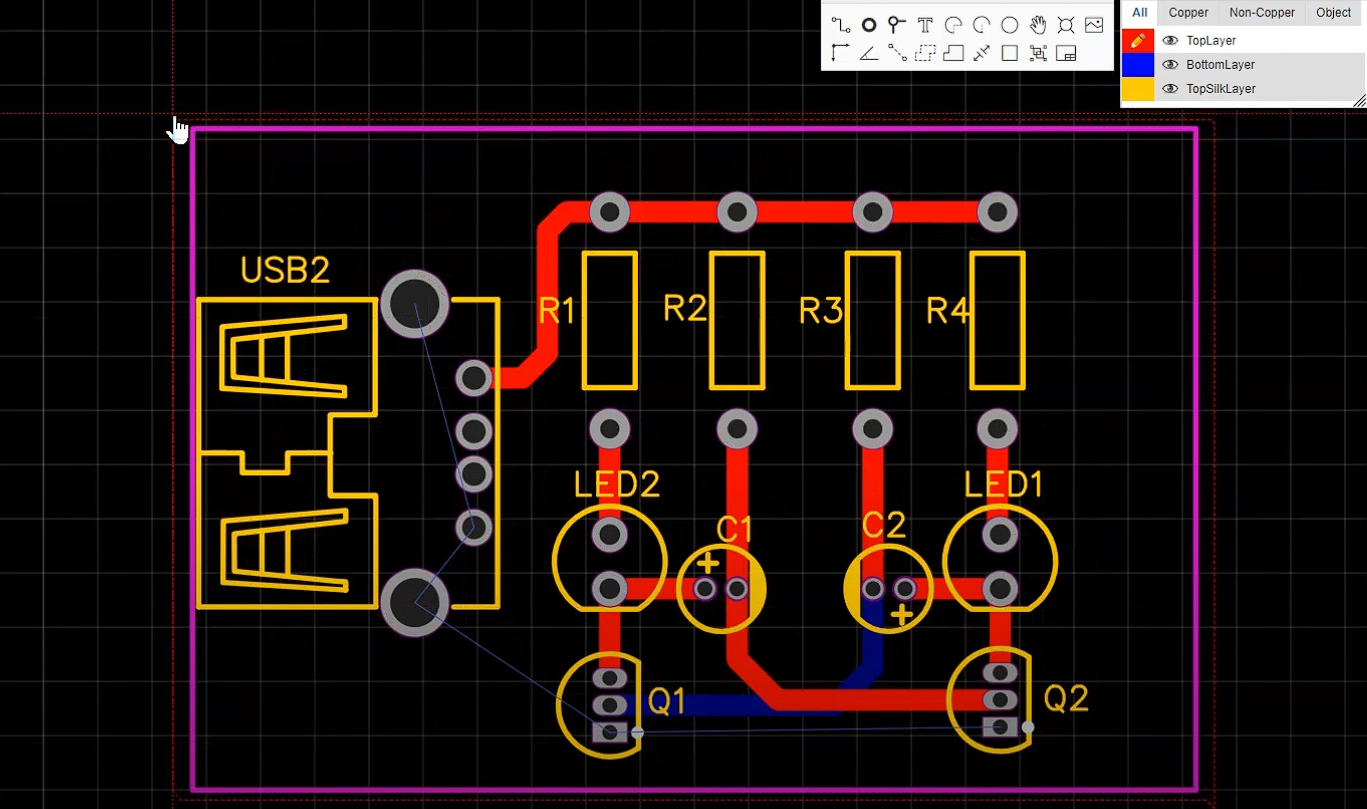 All Copper Non-Copper Object
TopLayer
BottomLayer
TopSilkLayer
T
USB2
R1 R2 R3 R4
LED2 LED1
C1 C2
+
+
Q1 Q2